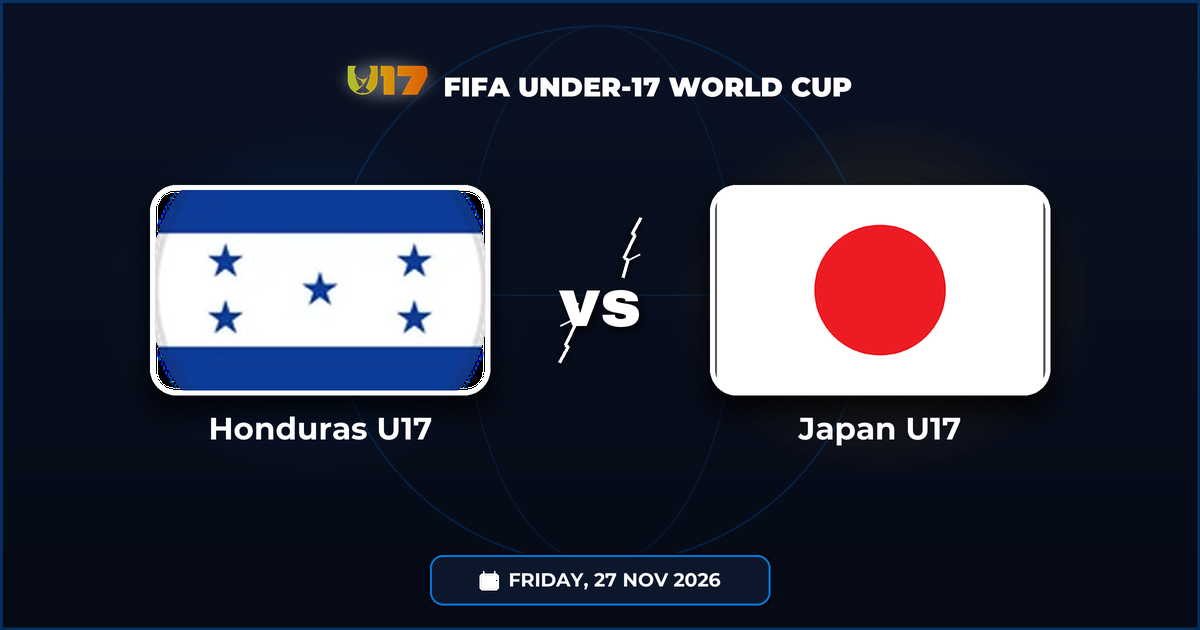 U17 FIFA UNDER-17 WORLD CUP
VS
Honduras U17
Japan U17
FRIDAY, 27 NOV 2026